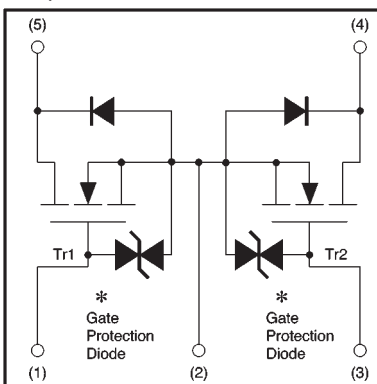 (5) (4)
Tr1 Tr2
* *
Gate Gate
Protection Protection
Diode Diode
(1) (2) (3)